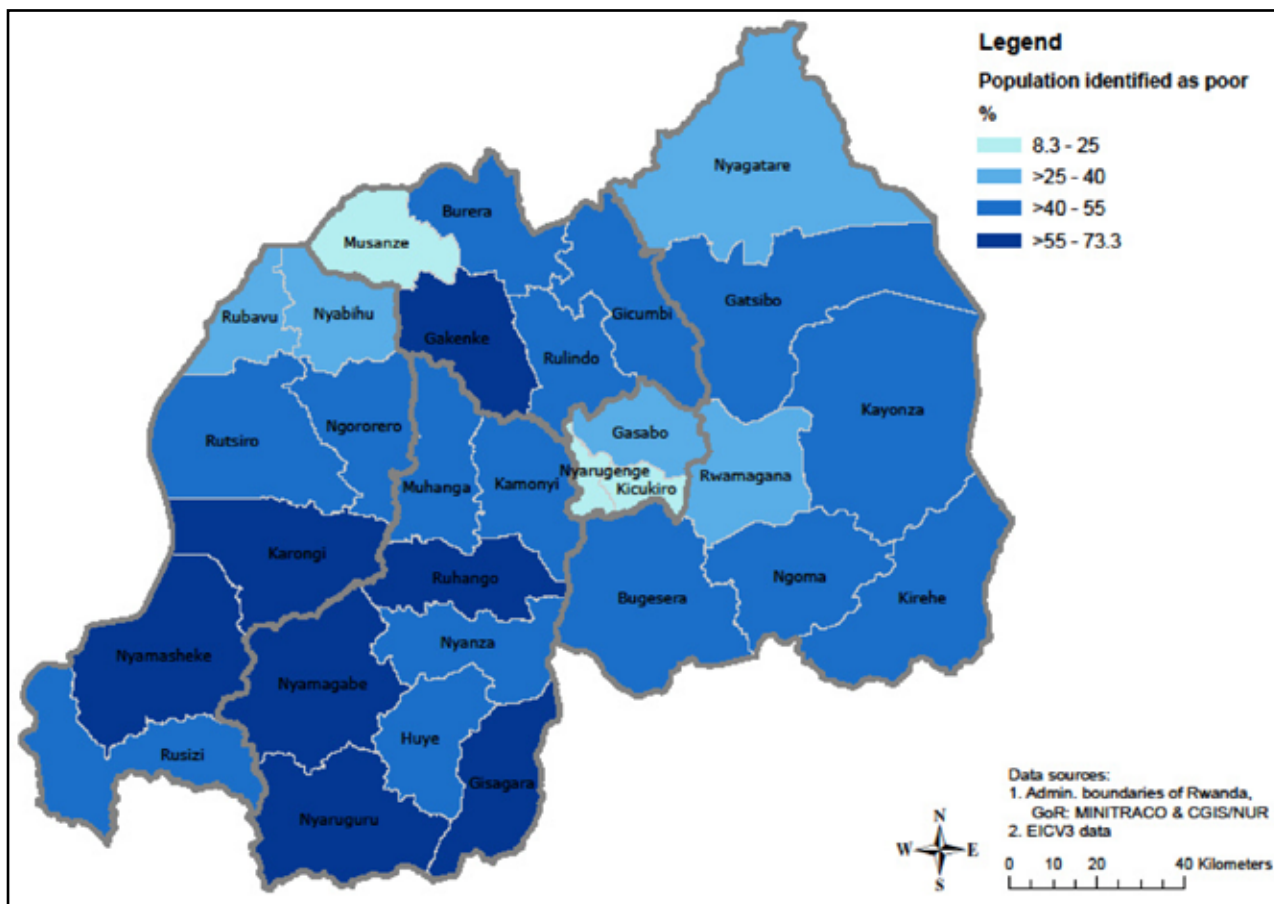 Legend
Population identified as poor
%
8.3 - 25
>25 - 40
>40 - 55
>55 - 73.3
Nyagatare
Burera
Musanze
Gatsibo
Rubavu
Nyabihu
Gicumbi
Gakenke
Rulindo
Kayonza
Gasabo
Ngororero
Rutsiro
Nyarugenge
Rwamagana
Muhanga
Kamonyi
Kicukiro
Karongi
Ruhango
Ngoma
Kirehe
Bugesera
Nyanza
Nyamasheke
Nyamagabe
Huye
Rusizi
Gisagara
Nyaruguru
Data sources:
1. Admin. boundaries of Rwanda,
GoR: MINITRACO & CGIS/NUR
2. EICV3 data
N
W E
S
0 10 20 40 Kilometers